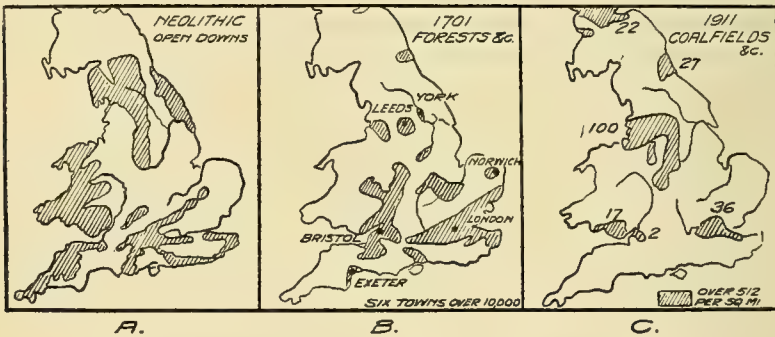 NEOLITHIC
OPEN DOWNS
A.
1701
FORESTS &c.
YORK
LEEDS
NORWICH
LONDON
BRISTOL
EXETER
SIX TOWNS OVER 10,000
B.
1911
COALFIELDS
&c.
22
27
100
17
2
36
OVER 512
PER SQ MI
C.